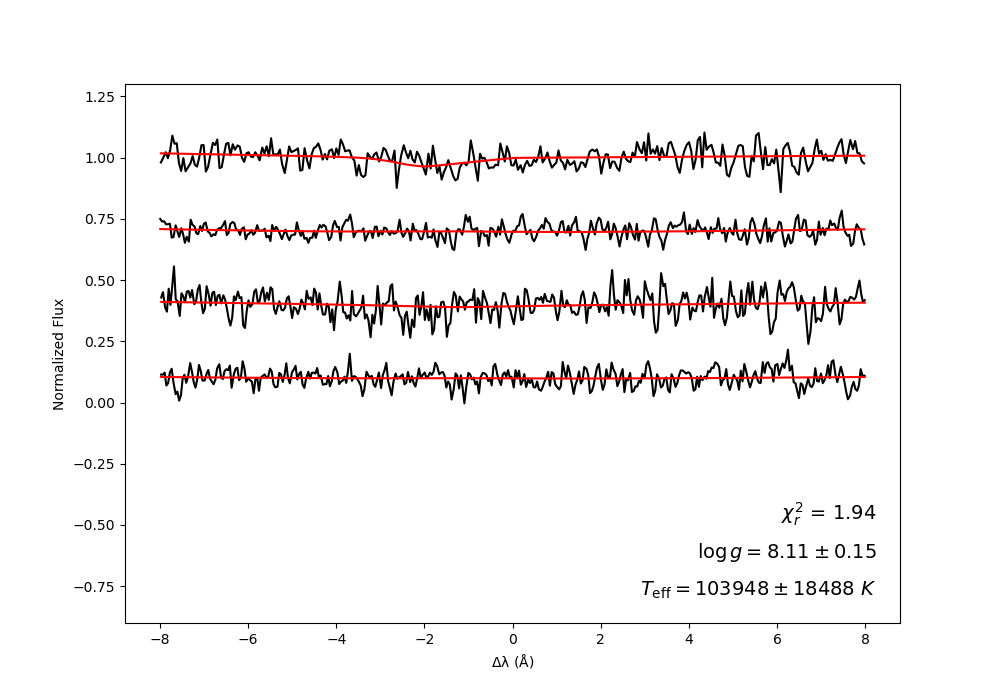 1.25
1.00
0.75
0.50
0.25
0.00
−0.25
−0.50
−0.75
Normalized Flux
χ²ᵣ = 1.94
log g = 8.11 ± 0.15
T_eff = 103948 ± 18488 K
−8 −6 −4 −2 0 2 4 6 8
Δλ (Å)